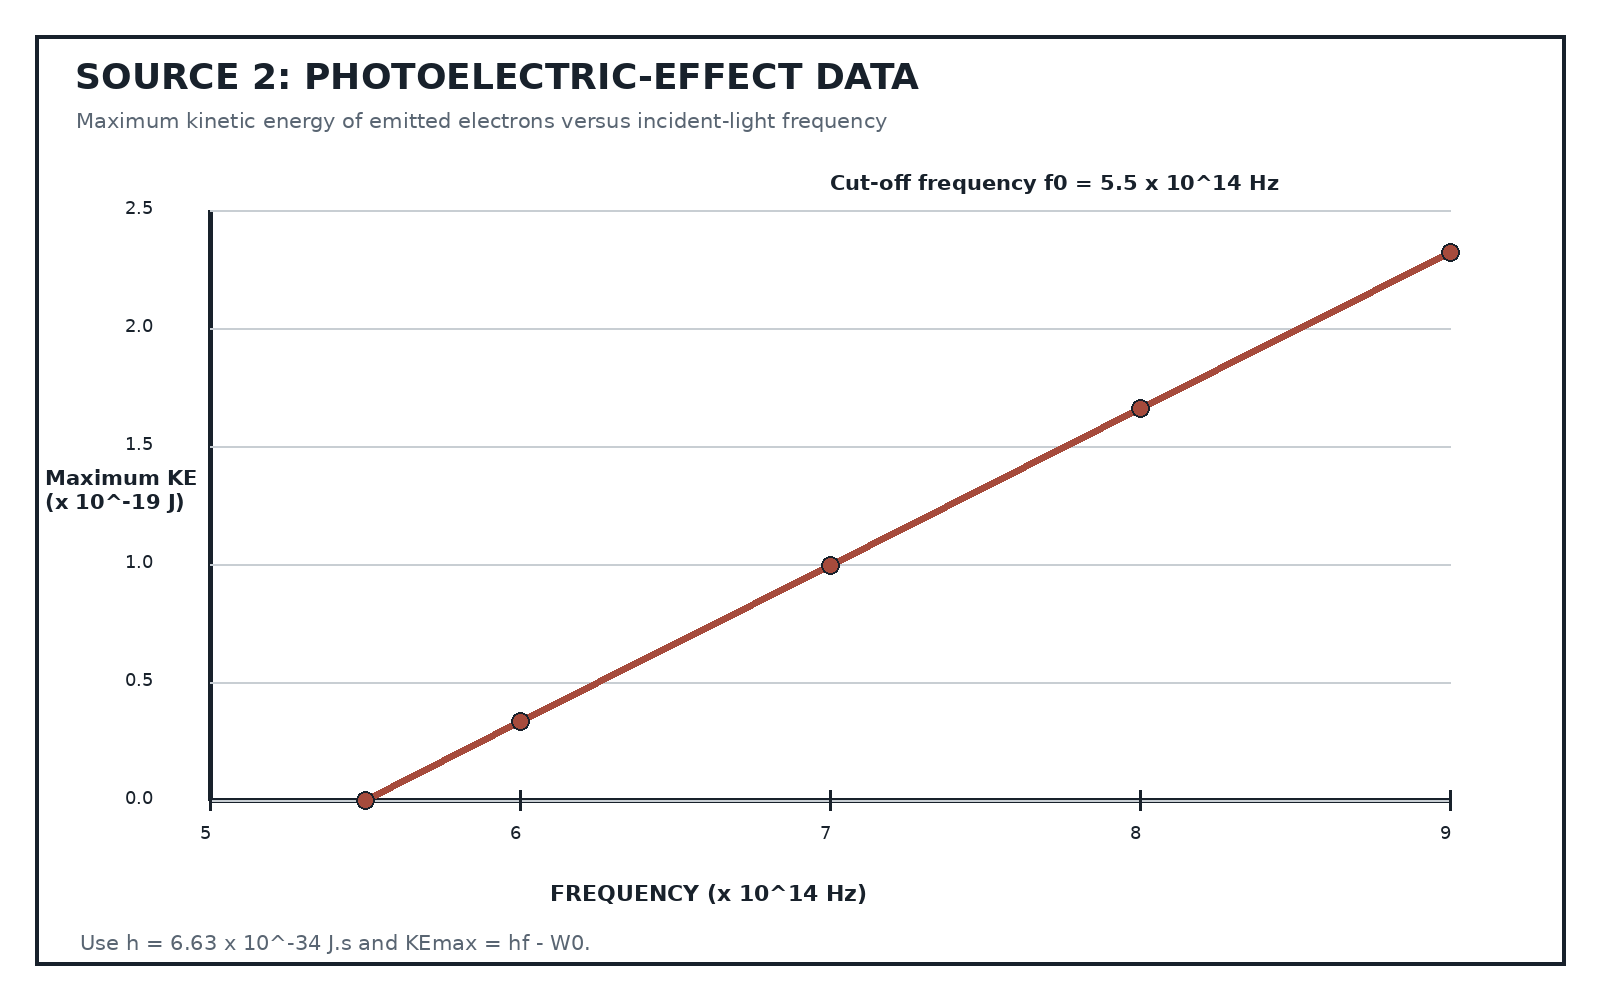 SOURCE 2: PHOTOELECTRIC-EFFECT DATA
Maximum kinetic energy of emitted electrons versus incident-light frequency
Cut-off frequency f0 = 5.5 x 10^14 Hz
2.5
2.0
1.5
Maximum KE
(x 10^-19 J)
1.0
0.5
0.0
5
6
7
8
9
FREQUENCY (x 10^14 Hz)
Use h = 6.63 x 10^-34 J.s and KEmax = hf - W0.